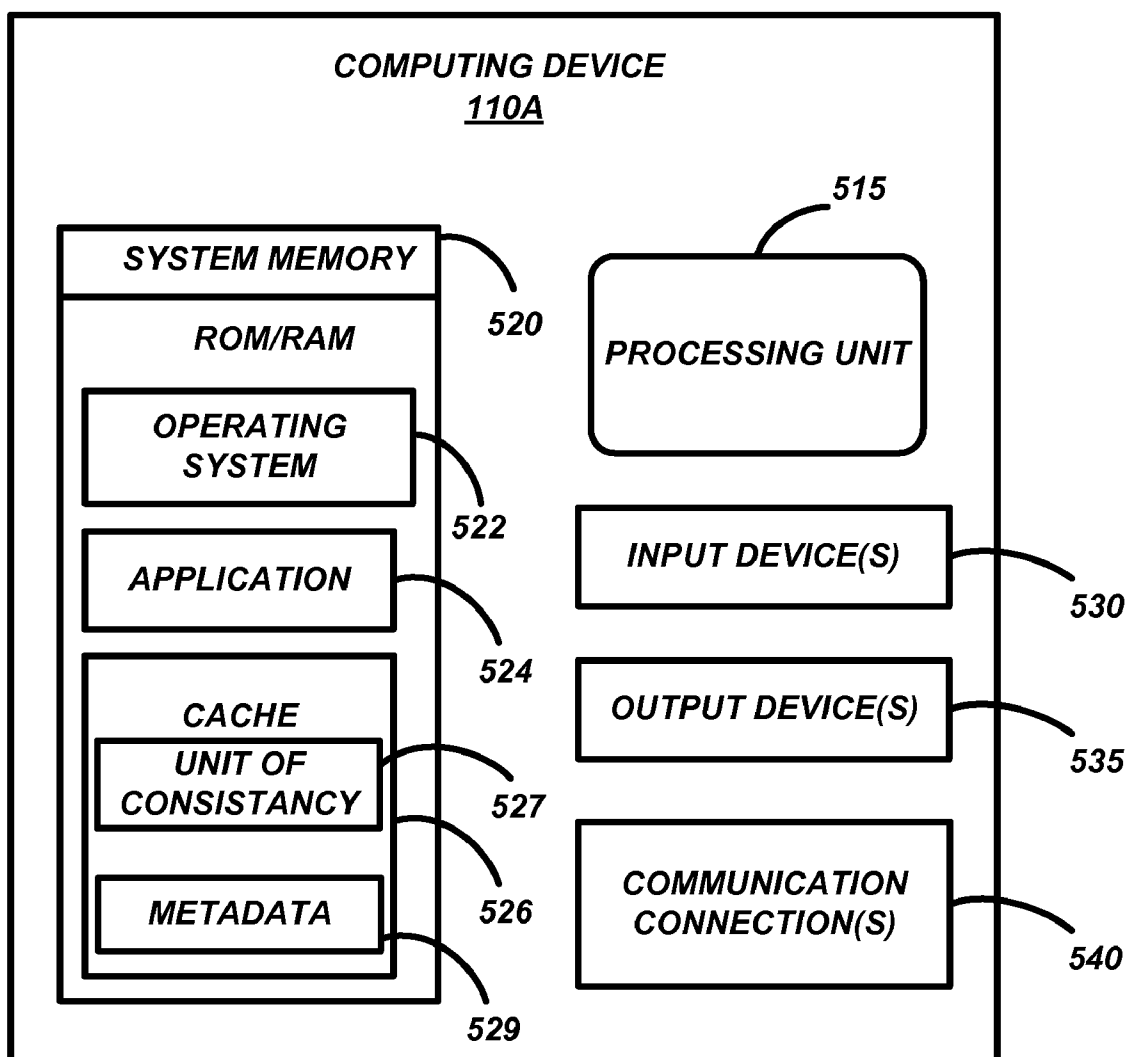 COMPUTING DEVICE
110A
515
SYSTEM MEMORY
520
ROM/RAM
PROCESSING UNIT
OPERATING
SYSTEM
522
INPUT DEVICE(S)
530
APPLICATION
524
OUTPUT DEVICE(S)
535
CACHE
UNIT OF
CONSISTANCY
527
526
COMMUNICATION
CONNECTION(S)
540
METADATA
529